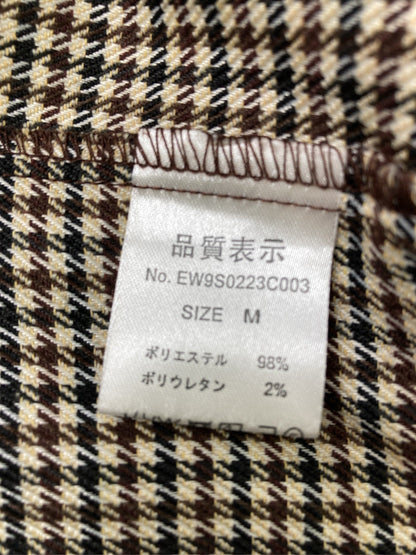 品質表示
No. EW9S0223C003
SIZE M
ポリエステル 98%
ポリウレタン 2%